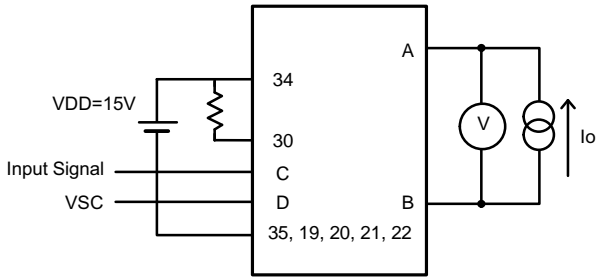 A
34
VDD=15V
V
Io
30
Input Signal
C
VSC
D
B
35, 19, 20, 21, 22